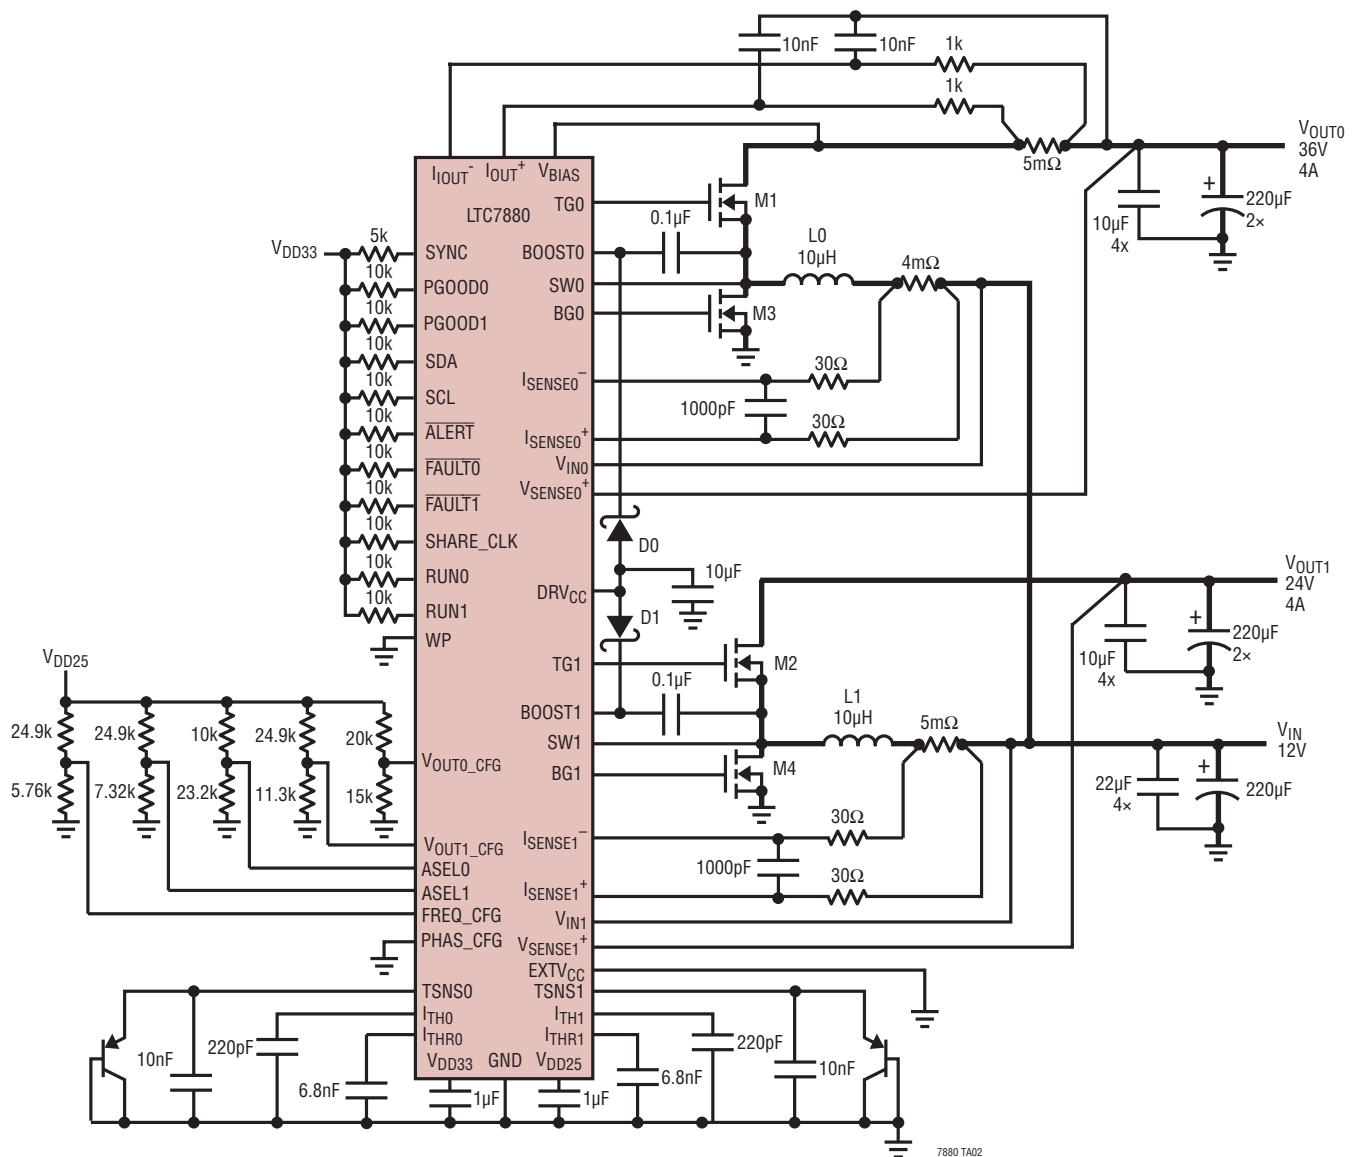 10nF
10nF
1k
1k
VOUT0
36V
4A
5mΩ
IIOUT-
IOUT+
VBIAS
LTC7880
TG0
M1
0.1µF
10µF
4x
+
220µF
2×
VDD33
5k
SYNC
BOOST0
L0
10µH
4mΩ
10k
PGOOD0
SW0
10k
PGOOD1
BG0
M3
10k
SDA
10k
SCL
ISENSE0-
30Ω
1000pF
10k
ALERT
ISENSE0+
30Ω
10k
FAULT0
VIN0
10k
FAULT1
VSENSE0+
10k
SHARE_CLK
D0
10k
RUN0
10µF
VOUT1
24V
4A
DRVCC
10k
RUN1
D1
WP
+
220µF
2×
10µF
4x
VDD25
TG1
M2
0.1µF
BOOST1
L1
10µH
5mΩ
VIN
12V
24.9k
24.9k
10k
24.9k
20k
SW1
VOUT0_CFG
BG1
M4
5.76k
7.32k
23.2k
11.3k
15k
22µF
4×
+
220µF
30Ω
VOUT1_CFG
ISENSE1-
ASEL0
1000pF
30Ω
ASEL1
ISENSE1+
FREQ_CFG
VIN1
PHAS_CFG
VSENSE1+
EXTVCC
TSNS0
TSNS1
ITH0
ITH1
ITHR0
ITHR1
10nF
220pF
6.8nF
VDD33
GND
VDD25
1µF
1µF
6.8nF
220pF
10nF
7880 TA02